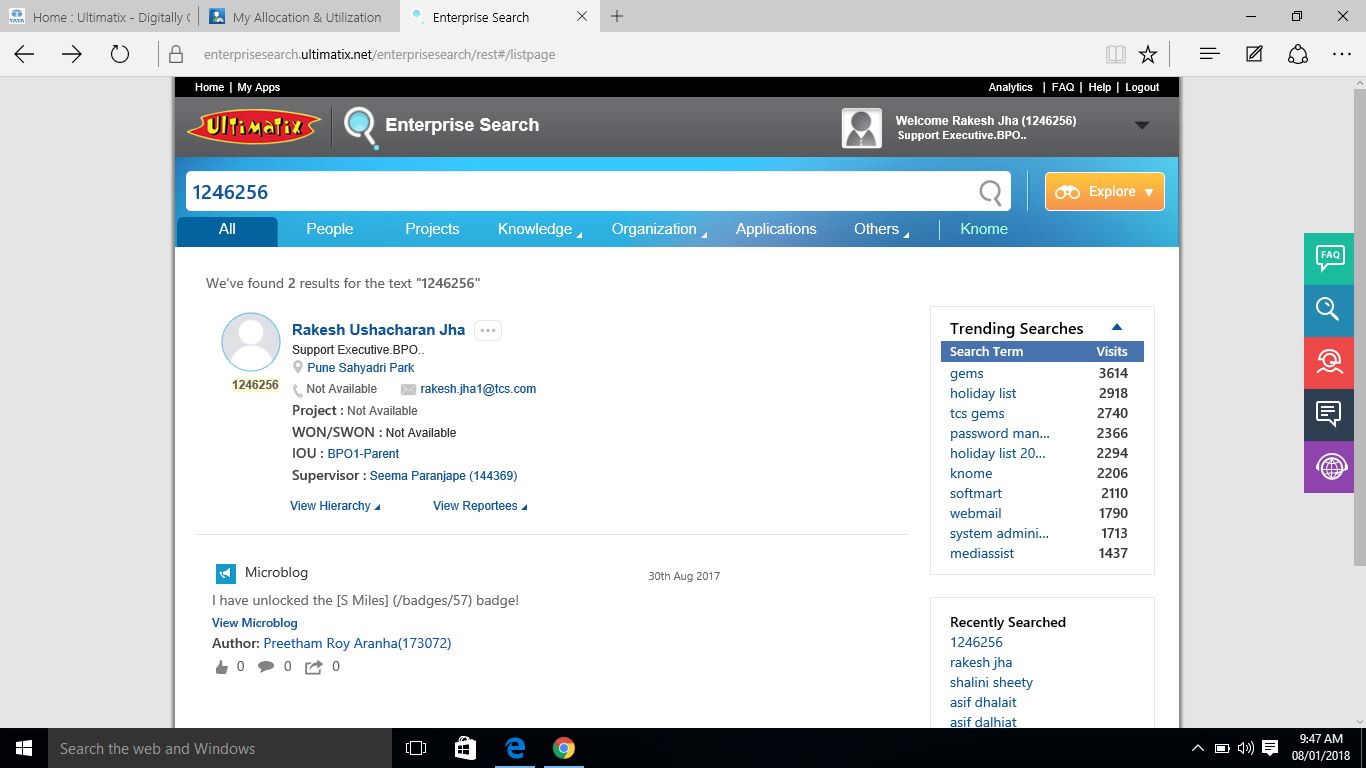 Home : Ultimatix - Digitally C
My Allocation & Utilization
Enterprise Search
enterprisesearch.ultimatix.net/enterprisesearch/rest#/listpage
Home | My Apps
Analytics | FAQ | Help | Logout
Ultimatix
Enterprise Search
Welcome Rakesh Jha (1246256)
Support Executive.BPO..
1246256
Explore
All People Projects Knowledge Organization Applications Others Knome
We've found 2 results for the text "1246256"
Rakesh Ushacharan Jha
Support Executive.BPO..
Pune Sahyadri Park
1246256
Not Available rakesh.jha1@tcs.com
Project : Not Available
WON/SWON : Not Available
IOU : BPO1-Parent
Supervisor : Seema Paranjape (144369)
View Hierarchy View Reportees
Microblog 30th Aug 2017
I have unlocked the [S Miles] (/badges/57) badge!
View Microblog
Author: Preetham Roy Aranha(173072)
0 0 0
Trending Searches
Search Term Visits
gems 3614
holiday list 2918
tcs gems 2740
password man... 2366
holiday list 20... 2294
knome 2206
softmart 2110
webmail 1790
system admini... 1713
mediassist 1437
Recently Searched
1246256
rakesh jha
shalini sheety
asif dhalait
asif dalhiat
FAQ
Search the web and Windows
9:47 AM
08/01/2018